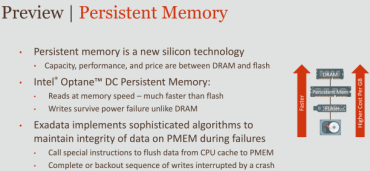 Preview | Persistent Memory
• Persistent memory is a new silicon technology
• Capacity, performance, and price are between DRAM and flash
• Intel® Optane™ DC Persistent Memory:
• Reads at memory speed – much faster than flash
• Writes survive power failure unlike DRAM
• Exadata implements sophisticated algorithms to
maintain integrity of data on PMEM during failures
• Call special instructions to flush data from CPU cache to PMEM
• Complete or backout sequence of writes interrupted by a crash
Faster
DRAM
Persistent Mem
Higher Cost Per GB